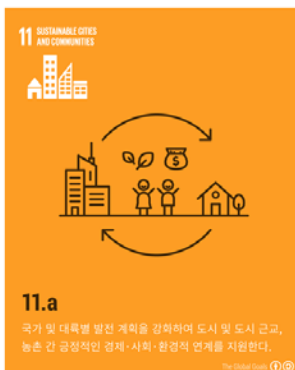 11 SUSTAINABLE CITIES
AND COMMUNITIES
$
11.a
국가 및 대륙별 발전 계획을 강화하여 도시 및 도시 근교,
농촌 간 긍정적인 경제·사회·환경적 연계를 지원한다.
The Global Goals